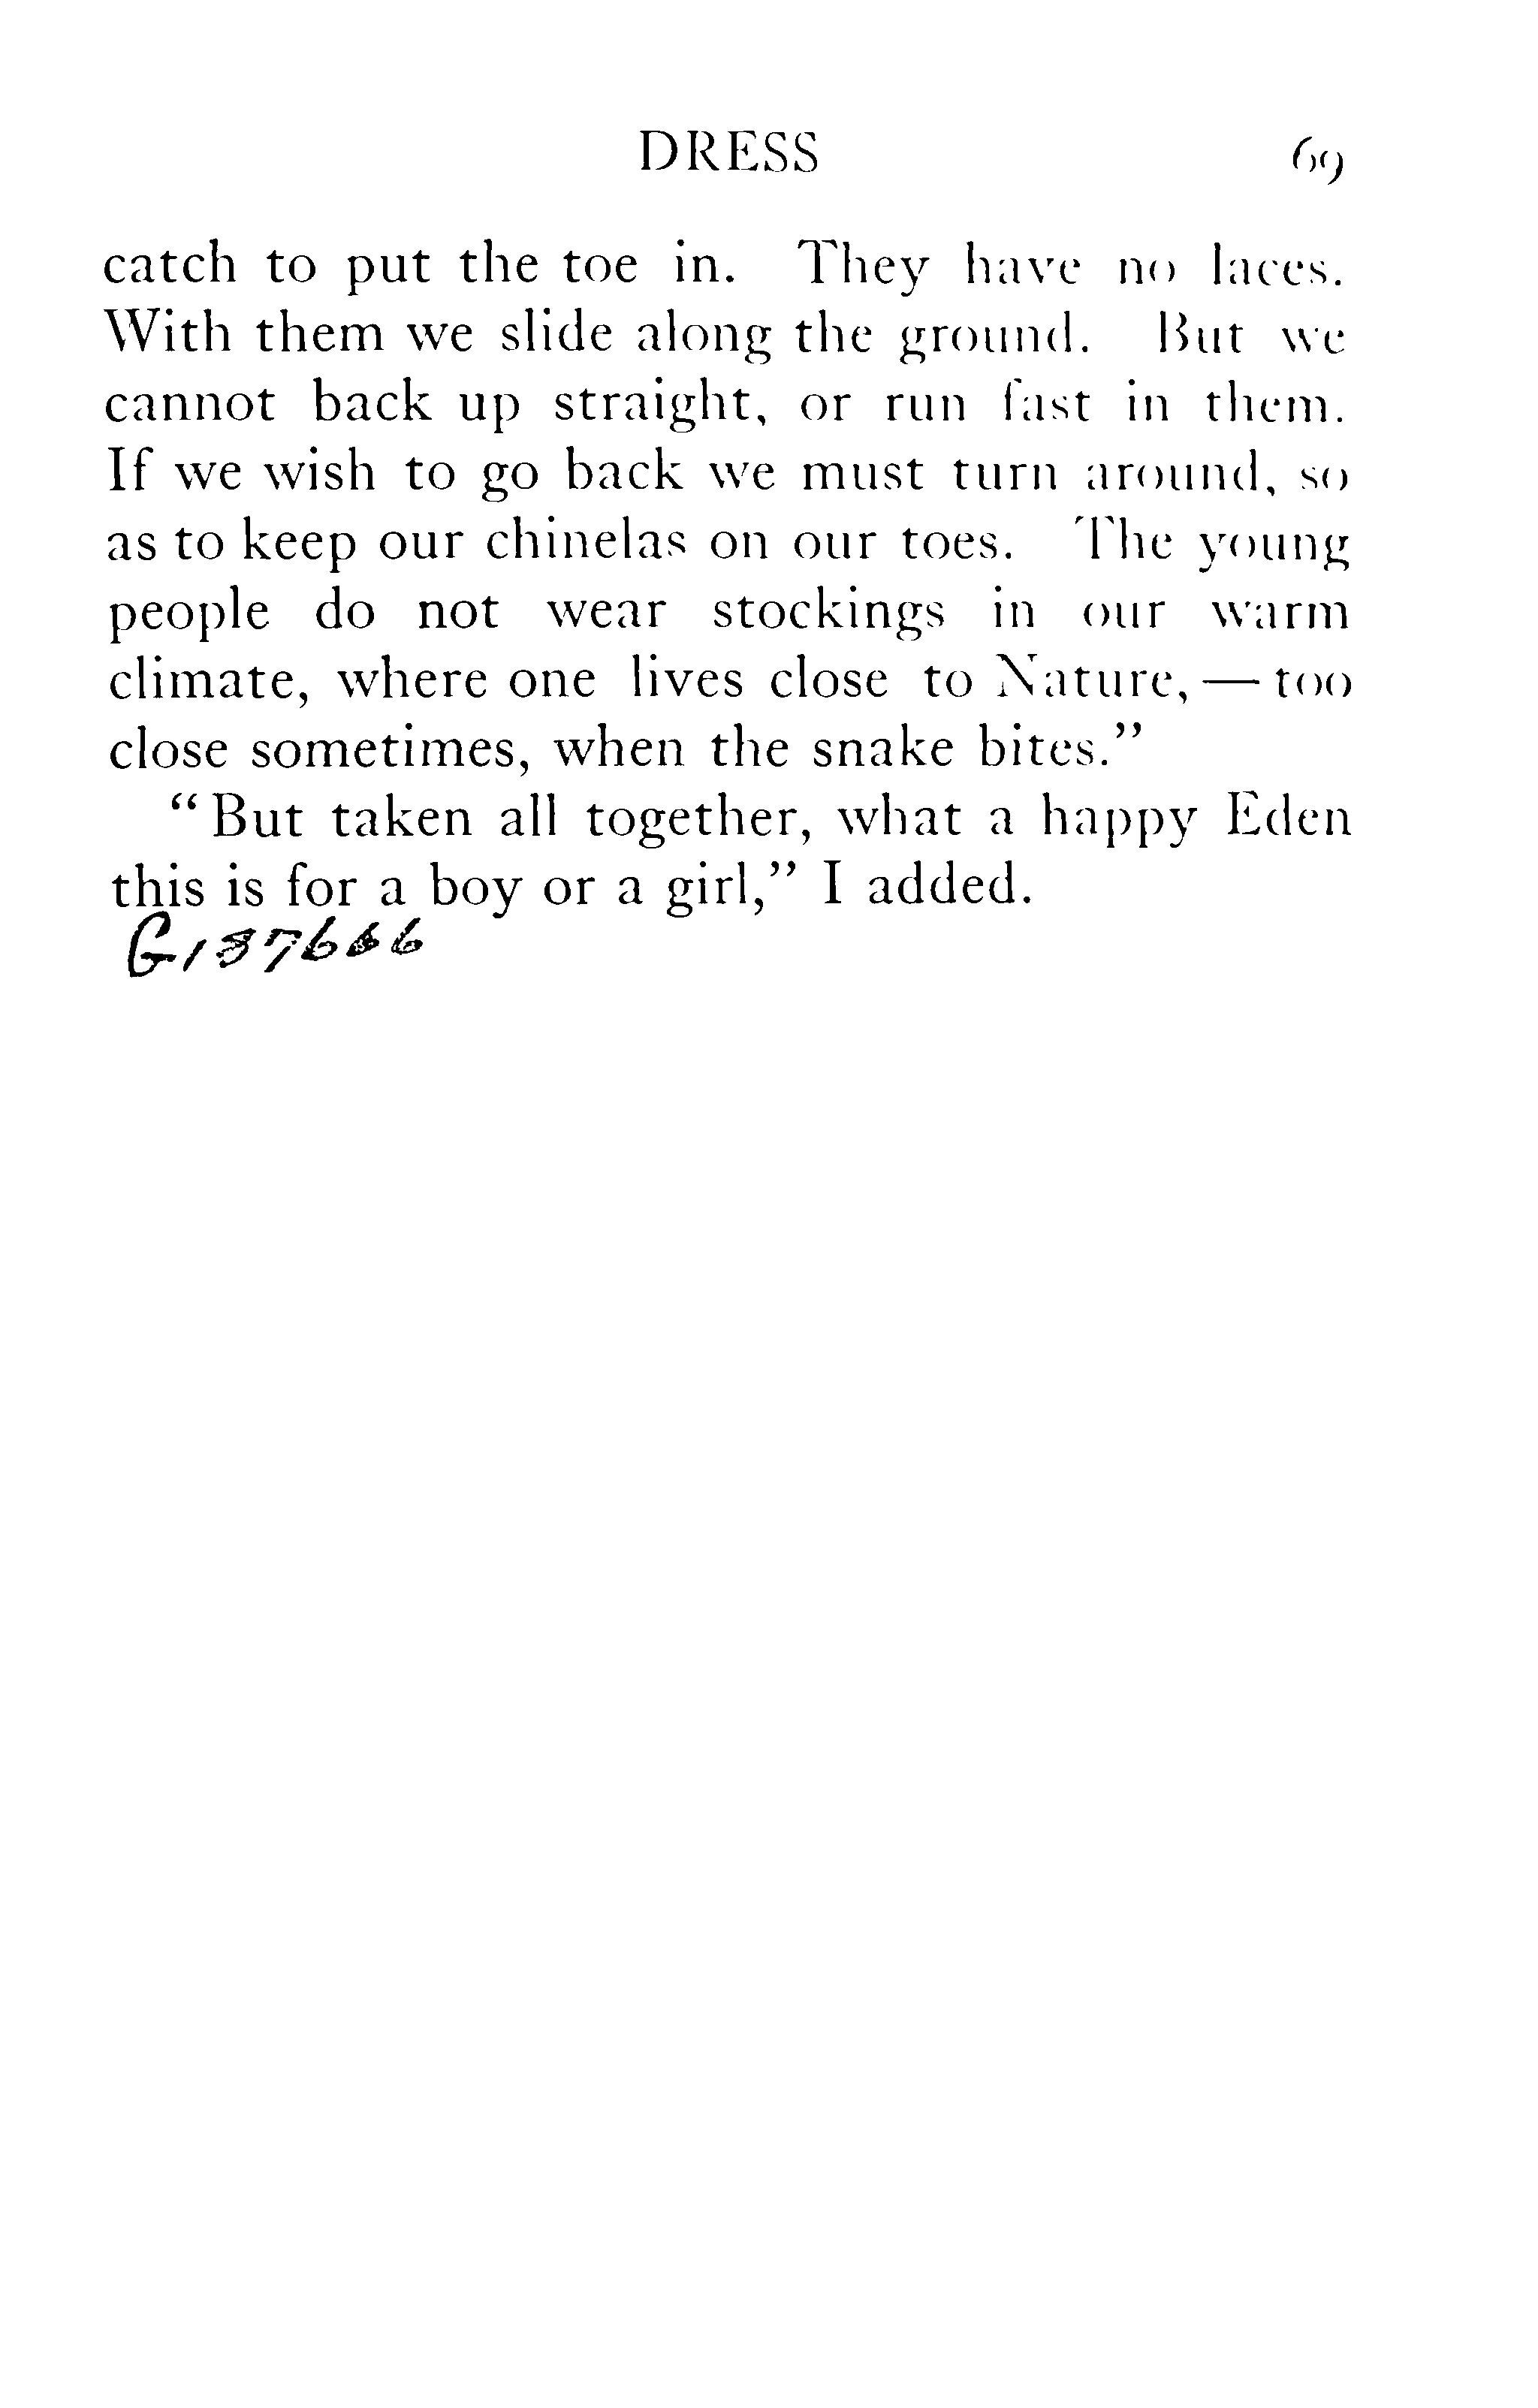 DRESS 69
catch to put the toe in. They have no laces.
With them we slide along the ground. But we
cannot back up straight, or run fast in them.
If we wish to go back we must turn around, so
as to keep our chinelas on our toes. The young
people do not wear stockings in our warm
climate, where one lives close to Nature,—too
close sometimes, when the snake bites.”
“But taken all together, what a happy Eden
this is for a boy or a girl,” I added.